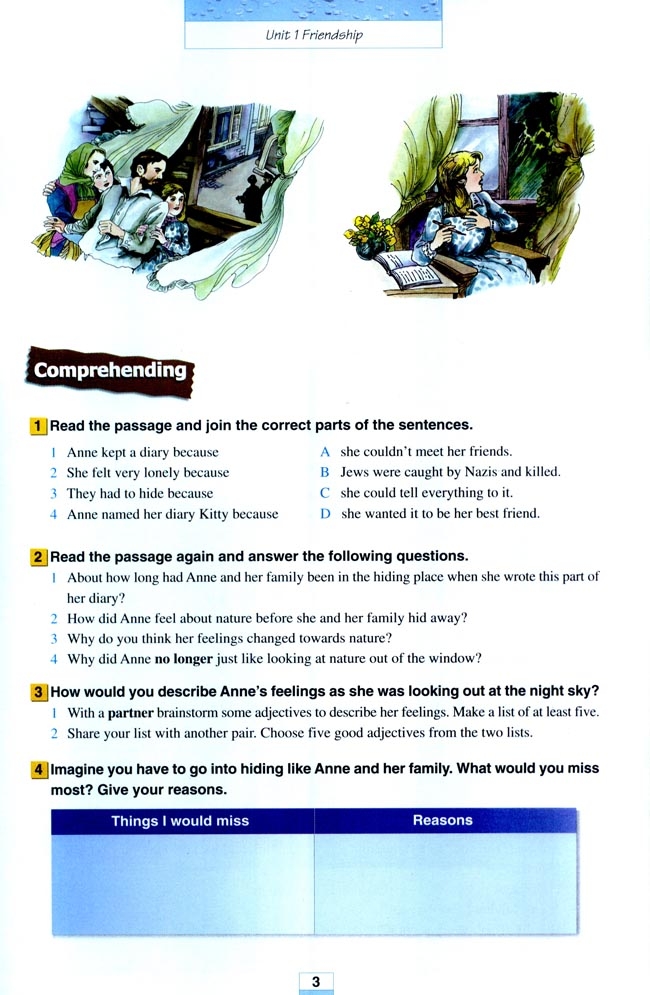 Unit 1 Friendship
Comprehending
1 Read the passage and join the correct parts of the sentences.
1 Anne kept a diary because A she couldn't meet her friends.
2 She felt very lonely because B Jews were caught by Nazis and killed.
3 They had to hide because C she could tell everything to it.
4 Anne named her diary Kitty because D she wanted it to be her best friend.
2 Read the passage again and answer the following questions.
1 About how long had Anne and her family been in the hiding place when she wrote this part of
her diary?
2 How did Anne feel about nature before she and her family hid away?
3 Why do you think her feelings changed towards nature?
4 Why did Anne no longer just like looking at nature out of the window?
3 How would you describe Anne's feelings as she was looking out at the night sky?
1 With a partner brainstorm some adjectives to describe her feelings. Make a list of at least five.
2 Share your list with another pair. Choose five good adjectives from the two lists.
4 Imagine you have to go into hiding like Anne and her family. What would you miss
most? Give your reasons.
Things I would miss Reasons
3